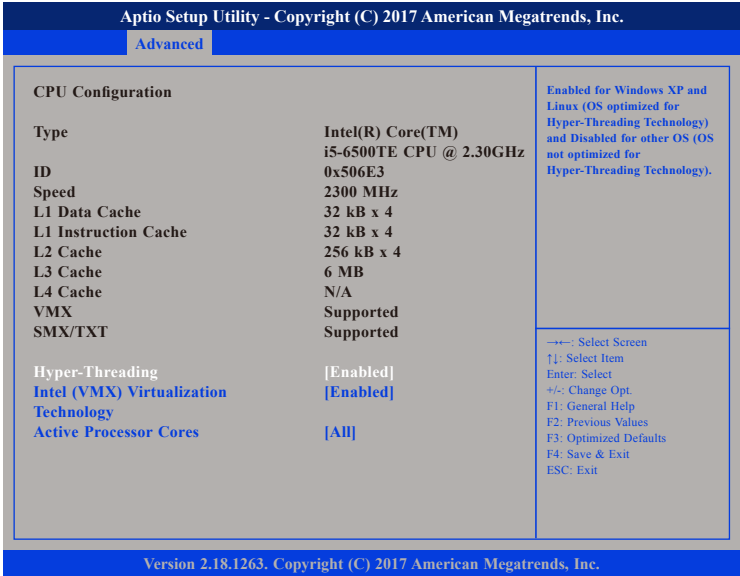 Aptio Setup Utility - Copyright (C) 2017 American Megatrends, Inc.
Advanced
CPU Configuration
Type Intel(R) Core(TM)
i5-6500TE CPU @ 2.30GHz
ID 0x506E3
Speed 2300 MHz
L1 Data Cache 32 kB x 4
L1 Instruction Cache 32 kB x 4
L2 Cache 256 kB x 4
L3 Cache 6 MB
L4 Cache N/A
VMX Supported
SMX/TXT Supported
Hyper-Threading [Enabled]
Intel (VMX) Virtualization [Enabled]
Technology
Active Processor Cores [All]
Enabled for Windows XP and
Linux (OS optimized for
Hyper-Threading Technology)
and Disabled for other OS (OS
not optimized for
Hyper-Threading Technology).
→←: Select Screen
↑↓: Select Item
Enter: Select
+/-: Change Opt.
F1: General Help
F2: Previous Values
F3: Optimized Defaults
F4: Save & Exit
ESC: Exit
Version 2.18.1263. Copyright (C) 2017 American Megatrends, Inc.